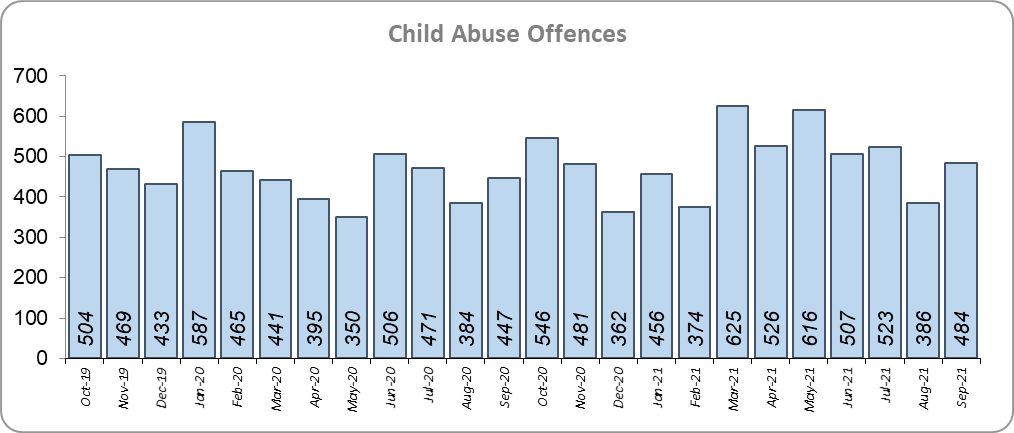 Child Abuse Offences
700
600
500
400
300
200
100
0
504 469 433 587 465 441 395 350 506 471 384 447 546 481 362 456 374 625 526 616 507 523 386 484
Oct-19 Nov-19 Dec-19 Jan-20 Feb-20 Mar-20 Apr-20 May-20 Jun-20 Jul-20 Aug-20 Sep-20 Oct-20 Nov-20 Dec-20 Jan-21 Feb-21 Mar-21 Apr-21 May-21 Jun-21 Jul-21 Aug-21 Sep-21